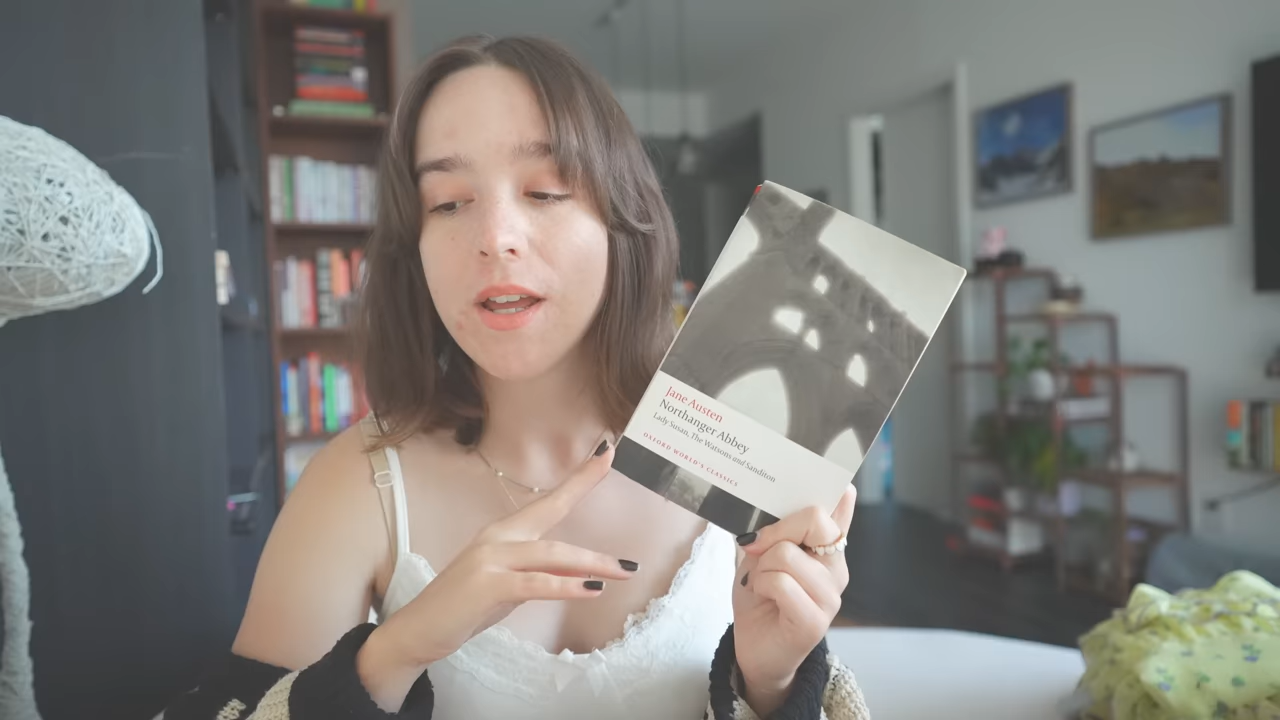 Jane Austen
Northanger Abbey
Lady Susan, The Watsons and Sanditon
OXFORD WORLD'S CLASSICS